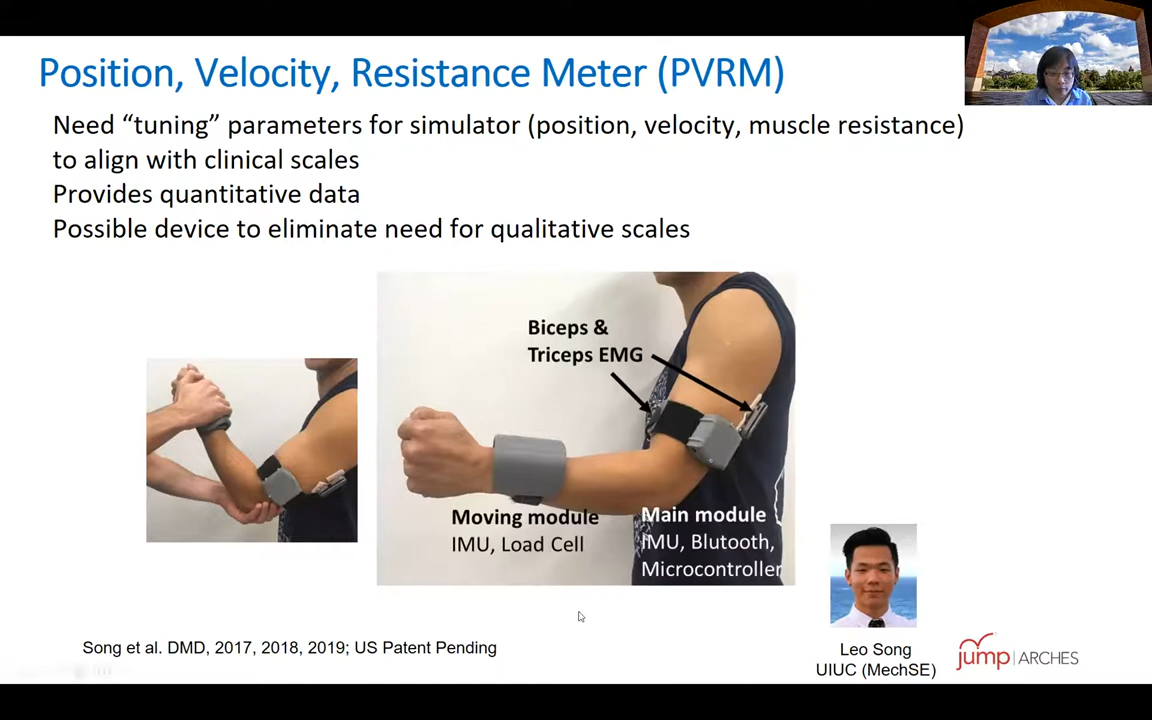 Position, Velocity, Resistance Meter (PVRM)
Need “tuning” parameters for simulator (position, velocity, muscle resistance)
to align with clinical scales
Provides quantitative data
Possible device to eliminate need for qualitative scales
Biceps &
Triceps EMG
Moving module
IMU, Load Cell
Main module
IMU, Blutooth,
Microcontroller
Song et al. DMD, 2017, 2018, 2019; US Patent Pending
Leo Song
UIUC (MechSE)
jump | ARCHES